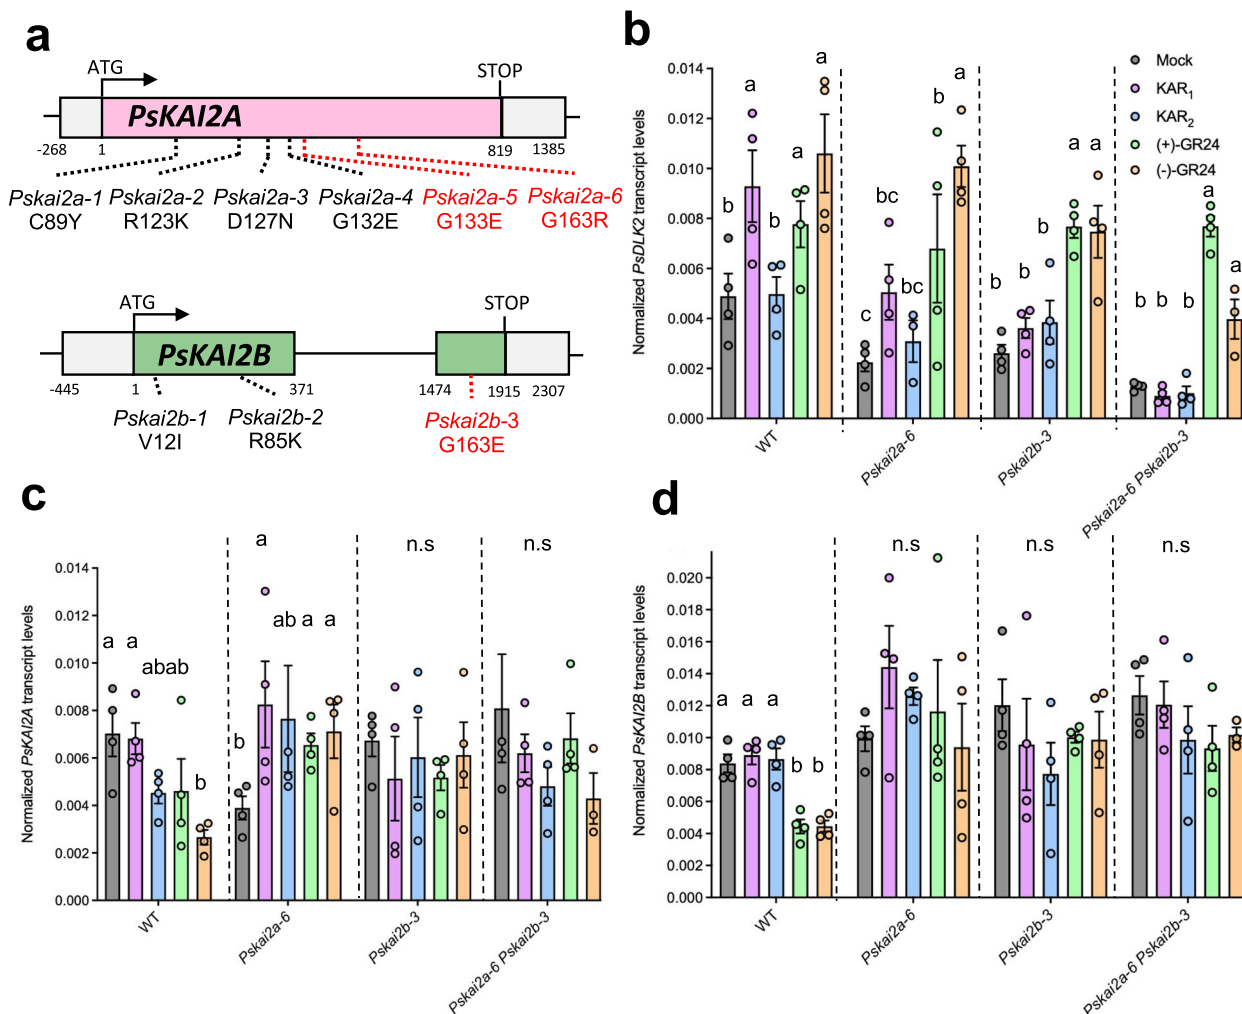 a
ATG
STOP
PsKAI2A
-268 1 819 1385
Pskai2a-1 Pskai2a-2 Pskai2a-3 Pskai2a-4 Pskai2a-5 Pskai2a-6
C89Y R123K D127N G132E G133E G163R
ATG
STOP
PsKAI2B
-445 1 371 1474 1915 2307
Pskai2b-1 Pskai2b-2 Pskai2b-3
V12I R85K G163E
b
Normalized PsDLK2 transcript levels
0.014
0.012
0.010
0.008
0.006
0.004
0.002
0.000
Mock
KAR1
KAR2
(+)-GR24
(-)-GR24
b a b a a
c bc bc b a
b b b a a
b b b a a
WT Pskai2a-6 Pskai2b-3 Pskai2a-6 Pskai2b-3
c
Normalized PsKAI2A transcript levels
0.014
0.012
0.010
0.008
0.006
0.004
0.002
0.000
a a abab b
b a ab a a
n.s
n.s
WT Pskai2a-6 Pskai2b-3 Pskai2a-6 Pskai2b-3
d
Normalized PsKAI2B transcript levels
0.020
0.018
0.016
0.014
0.012
0.010
0.008
0.006
0.004
0.002
0.000
a a a b b
n.s
n.s
n.s
WT Pskai2a-6 Pskai2b-3 Pskai2a-6 Pskai2b-3